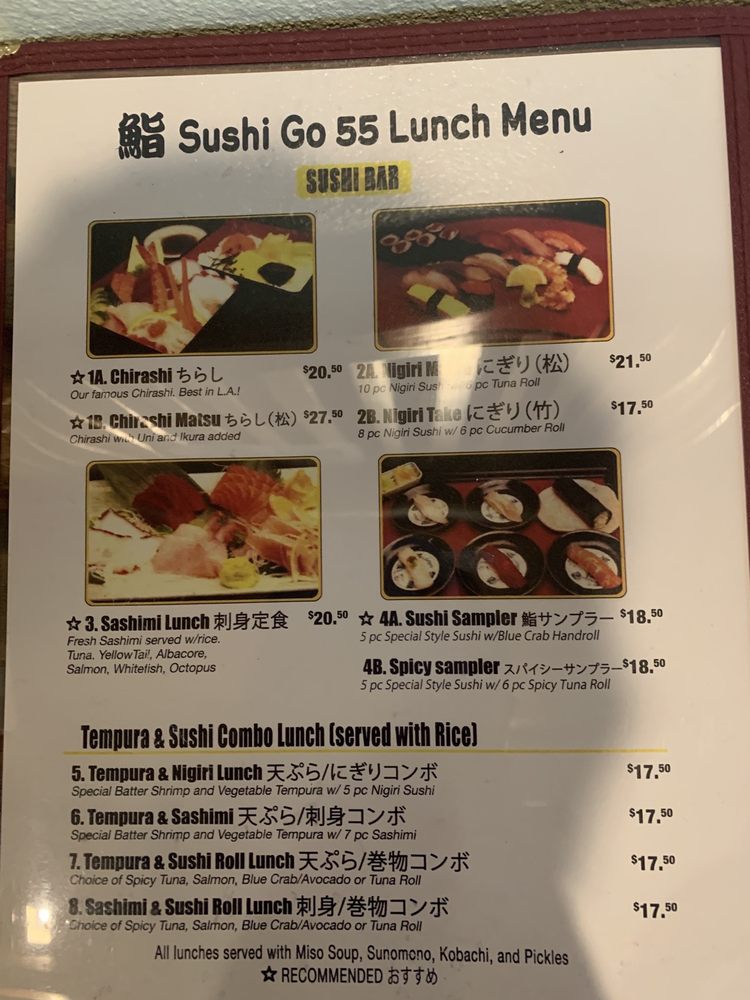 鮨 Sushi Go 55 Lunch Menu
SUSHI BAR
☆ 1A. Chirashi ちらし $20.50
Our famous Chirashi. Best in L.A.!
☆ 1B. Chirashi Matsu ちらし(松) $27.50
Chirashi with Uni and Ikura added
2A. Nigiri にぎり(松) $21.50
10 pc Nigiri Sushi 6 pc Tuna Roll
2B. Nigiri Take にぎり(竹) $17.50
8 pc Nigiri Sushi w/ 6 pc Cucumber Roll
☆ 3. Sashimi Lunch 刺身定食 $20.50
Fresh Sashimi served w/rice.
Tuna. YellowTail, Albacore,
Salmon, Whitefish, Octopus
☆ 4A. Sushi Sampler 鮨サンプラー $18.50
5 pc Special Style Sushi w/Blue Crab Handroll
4B. Spicy sampler スパイシーサンプラー $18.50
5 pc Special Style Sushi w/ 6 pc Spicy Tuna Roll
Tempura & Sushi Combo Lunch (served with Rice)
5. Tempura & Nigiri Lunch 天ぷら/にぎりコンボ $17.50
Special Batter Shrimp and Vegetable Tempura w/ 5 pc Nigiri Sushi
6. Tempura & Sashimi 天ぷら/刺身コンボ $17.50
Special Batter Shrimp and Vegetable Tempura w/ 7 pc Sashimi
7. Tempura & Sushi Roll Lunch 天ぷら/巻物コンボ $17.50
Choice of Spicy Tuna, Salmon, Blue Crab/Avocado or Tuna Roll
8. Sashimi & Sushi Roll Lunch 刺身/巻物コンボ $17.50
Choice of Spicy Tuna, Salmon, Blue Crab/Avocado or Tuna Roll
All lunches served with Miso Soup, Sunomono, Kobachi, and Pickles
☆ RECOMMENDED おすすめ